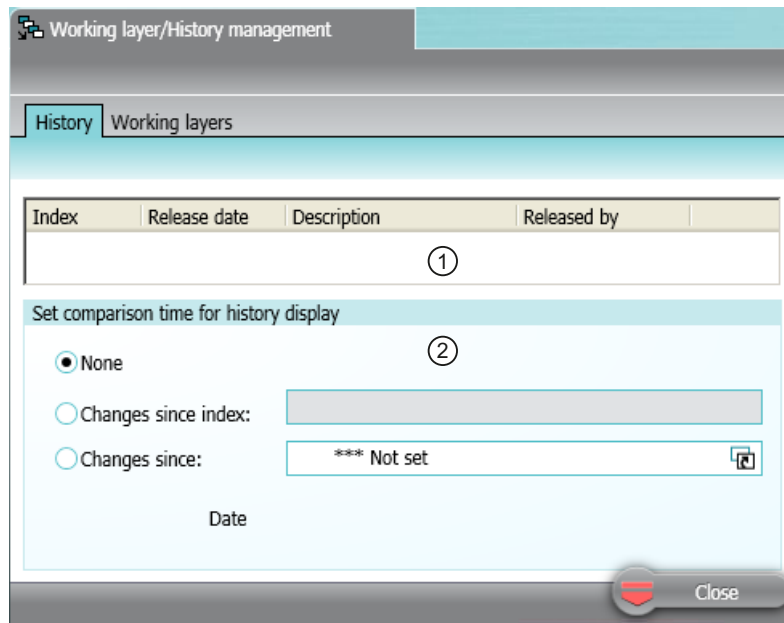 Working layer/History management
History Working layers
Index Release date Description Released by
①
Set comparison time for history display
②
None
Changes since index:
Changes since: *** Not set
Date
Close